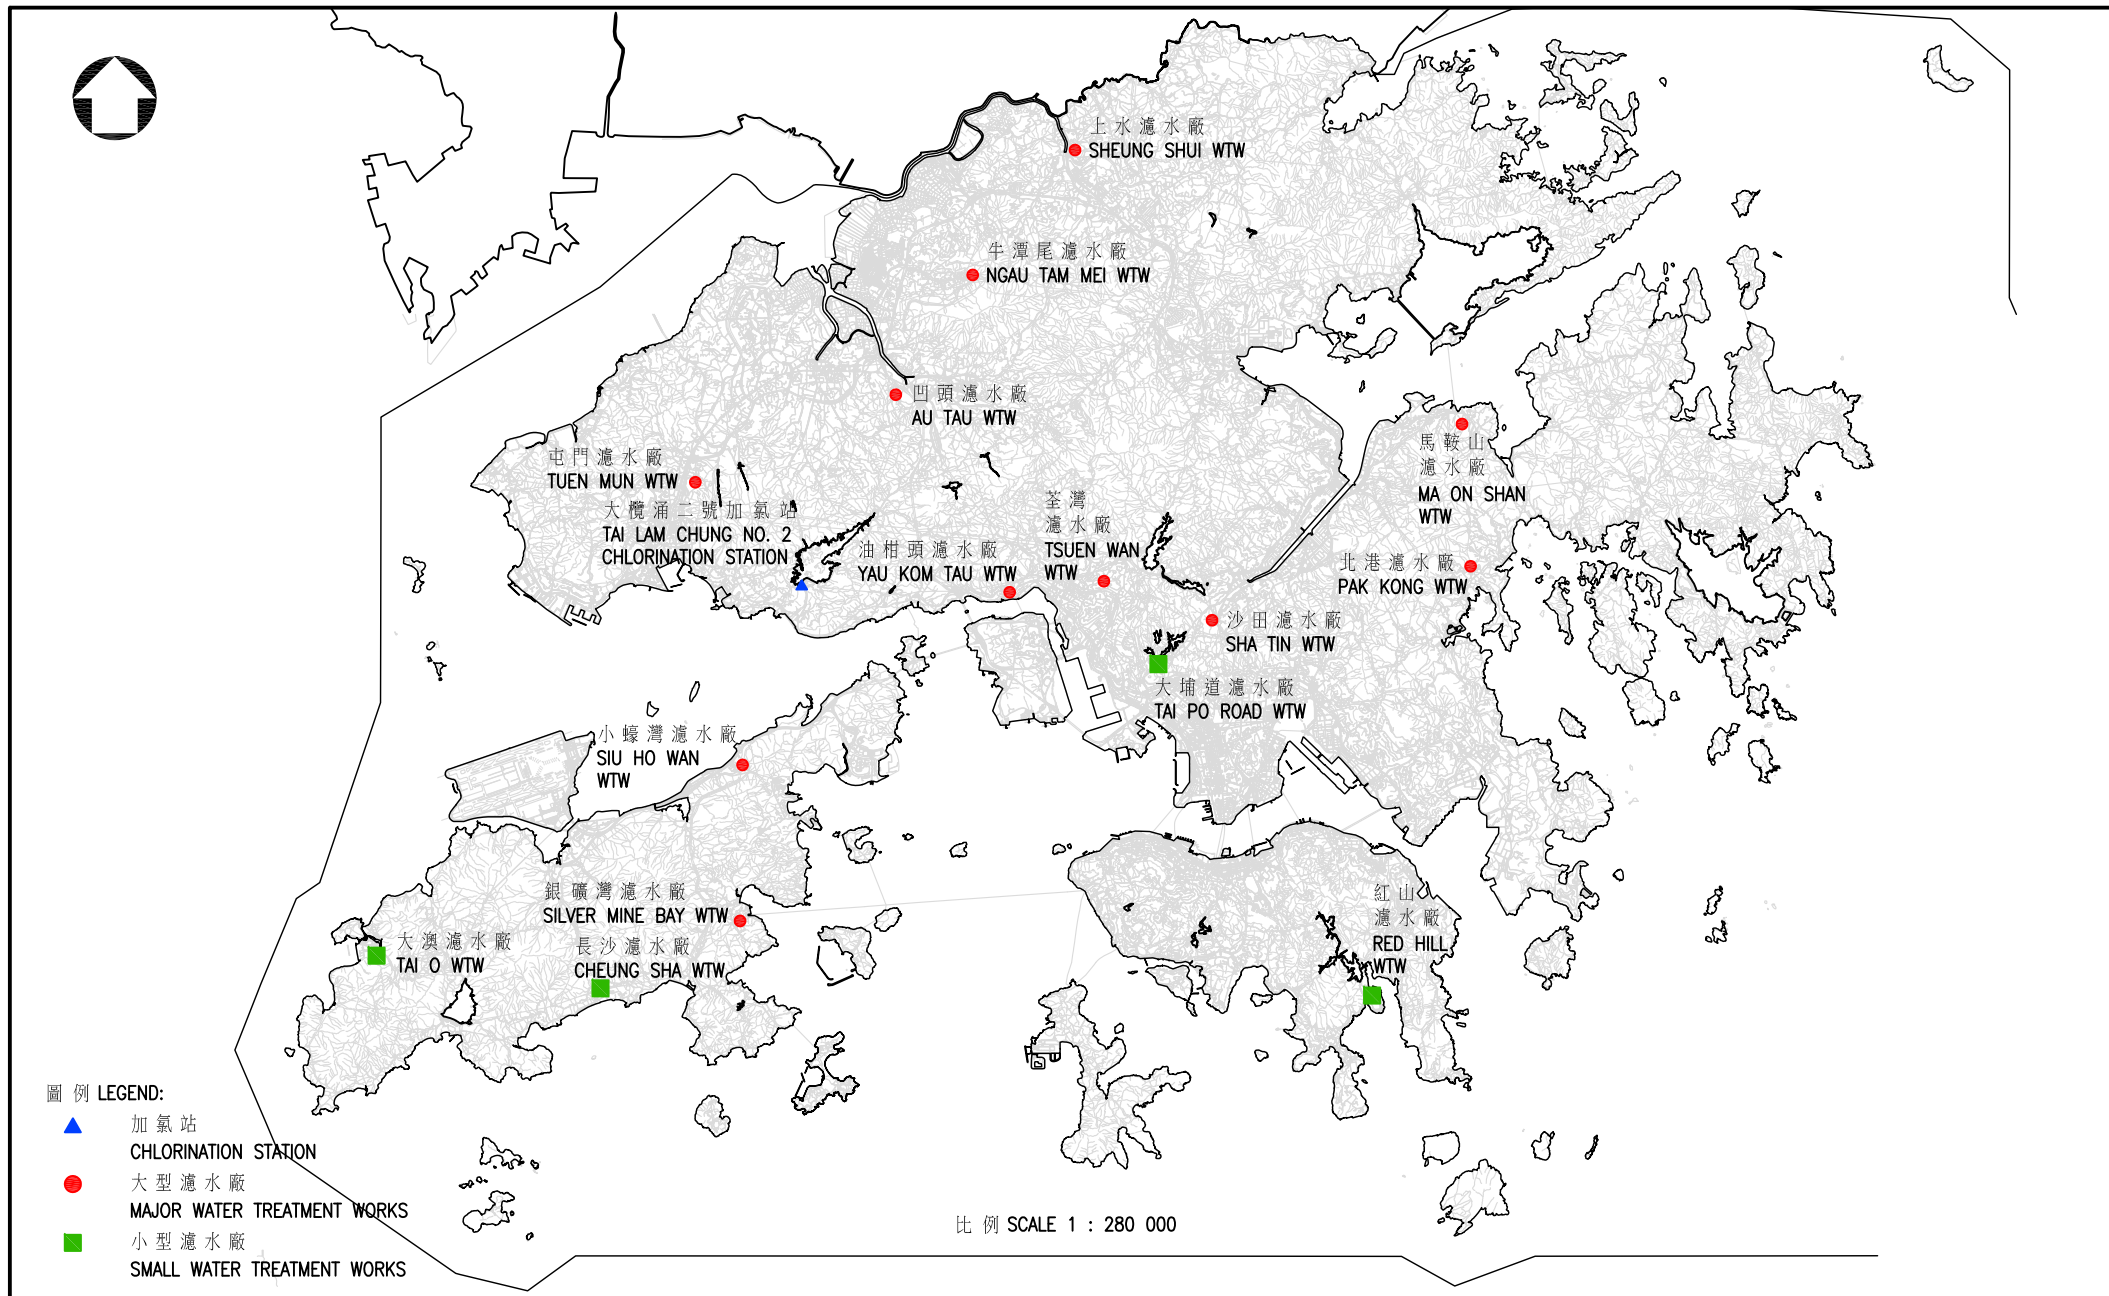 上水濾水廠
SHEUNG SHUI WTW
牛潭尾濾水廠
NGAU TAM MEI WTW
凹頭濾水廠
AU TAU WTW
屯門濾水廠
TUEN MUN WTW
大欖涌二號加氯站
TAI LAM CHUNG NO. 2
CHLORINATION STATION
油柑頭濾水廠
YAU KOM TAU WTW
荃灣
濾水廠
TSUEN WAN
WTW
馬鞍山
濾水廠
MA ON SHAN
WTW
北港濾水廠
PAK KONG WTW
沙田濾水廠
SHA TIN WTW
大埔道濾水廠
TAI PO ROAD WTW
小蠔灣濾水廠
SIU HO WAN
WTW
銀礦灣濾水廠
SILVER MINE BAY WTW
長沙濾水廠
CHEUNG SHA WTW
大澳濾水廠
TAI O WTW
紅山
濾水廠
RED HILL
WTW
圖例 LEGEND:
加氯站
CHLORINATION STATION
大型濾水廠
MAJOR WATER TREATMENT WORKS
小型濾水廠
SMALL WATER TREATMENT WORKS
比例 SCALE 1 : 280 000